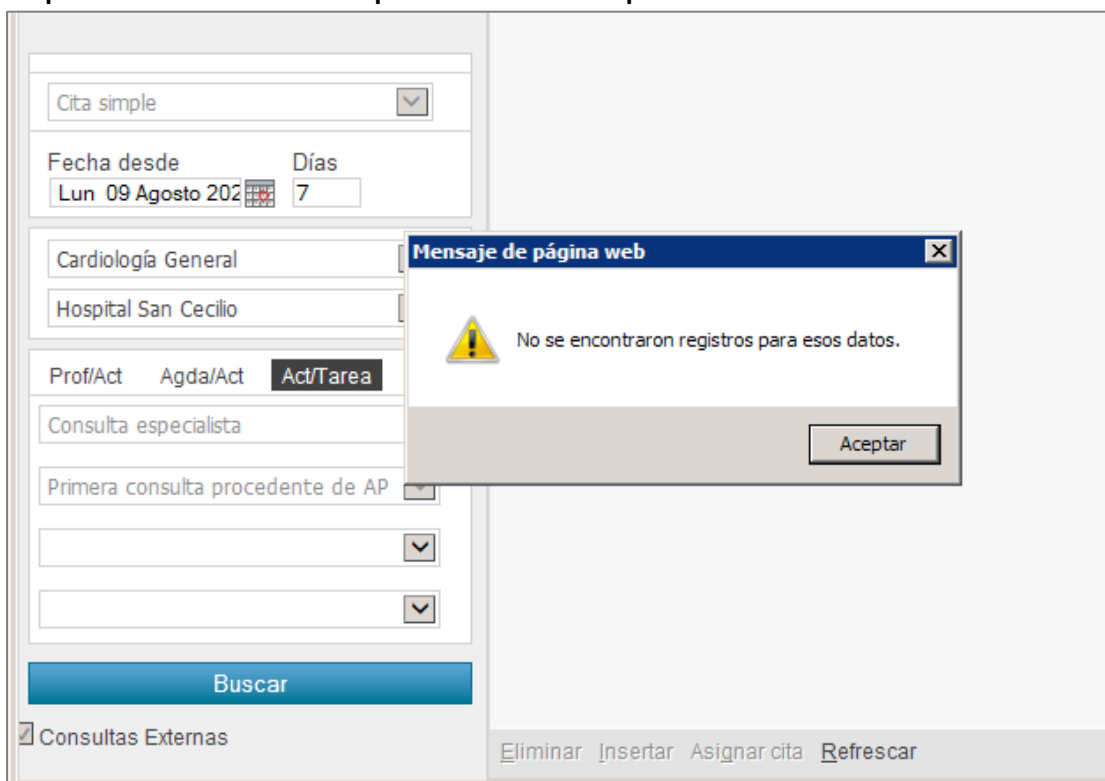 Cita simple
Fecha desde Días
Lun 09 Agosto 202 7
Cardiología General
Hospital San Cecilio
Mensaje de página web
No se encontraron registros para esos datos.
Aceptar
Prof/Act Agda/Act Act/Tarea
Consulta especialista
Primera consulta procedente de AP
Buscar
Consultas Externas
Eliminar Insertar Asignar cita Refrescar